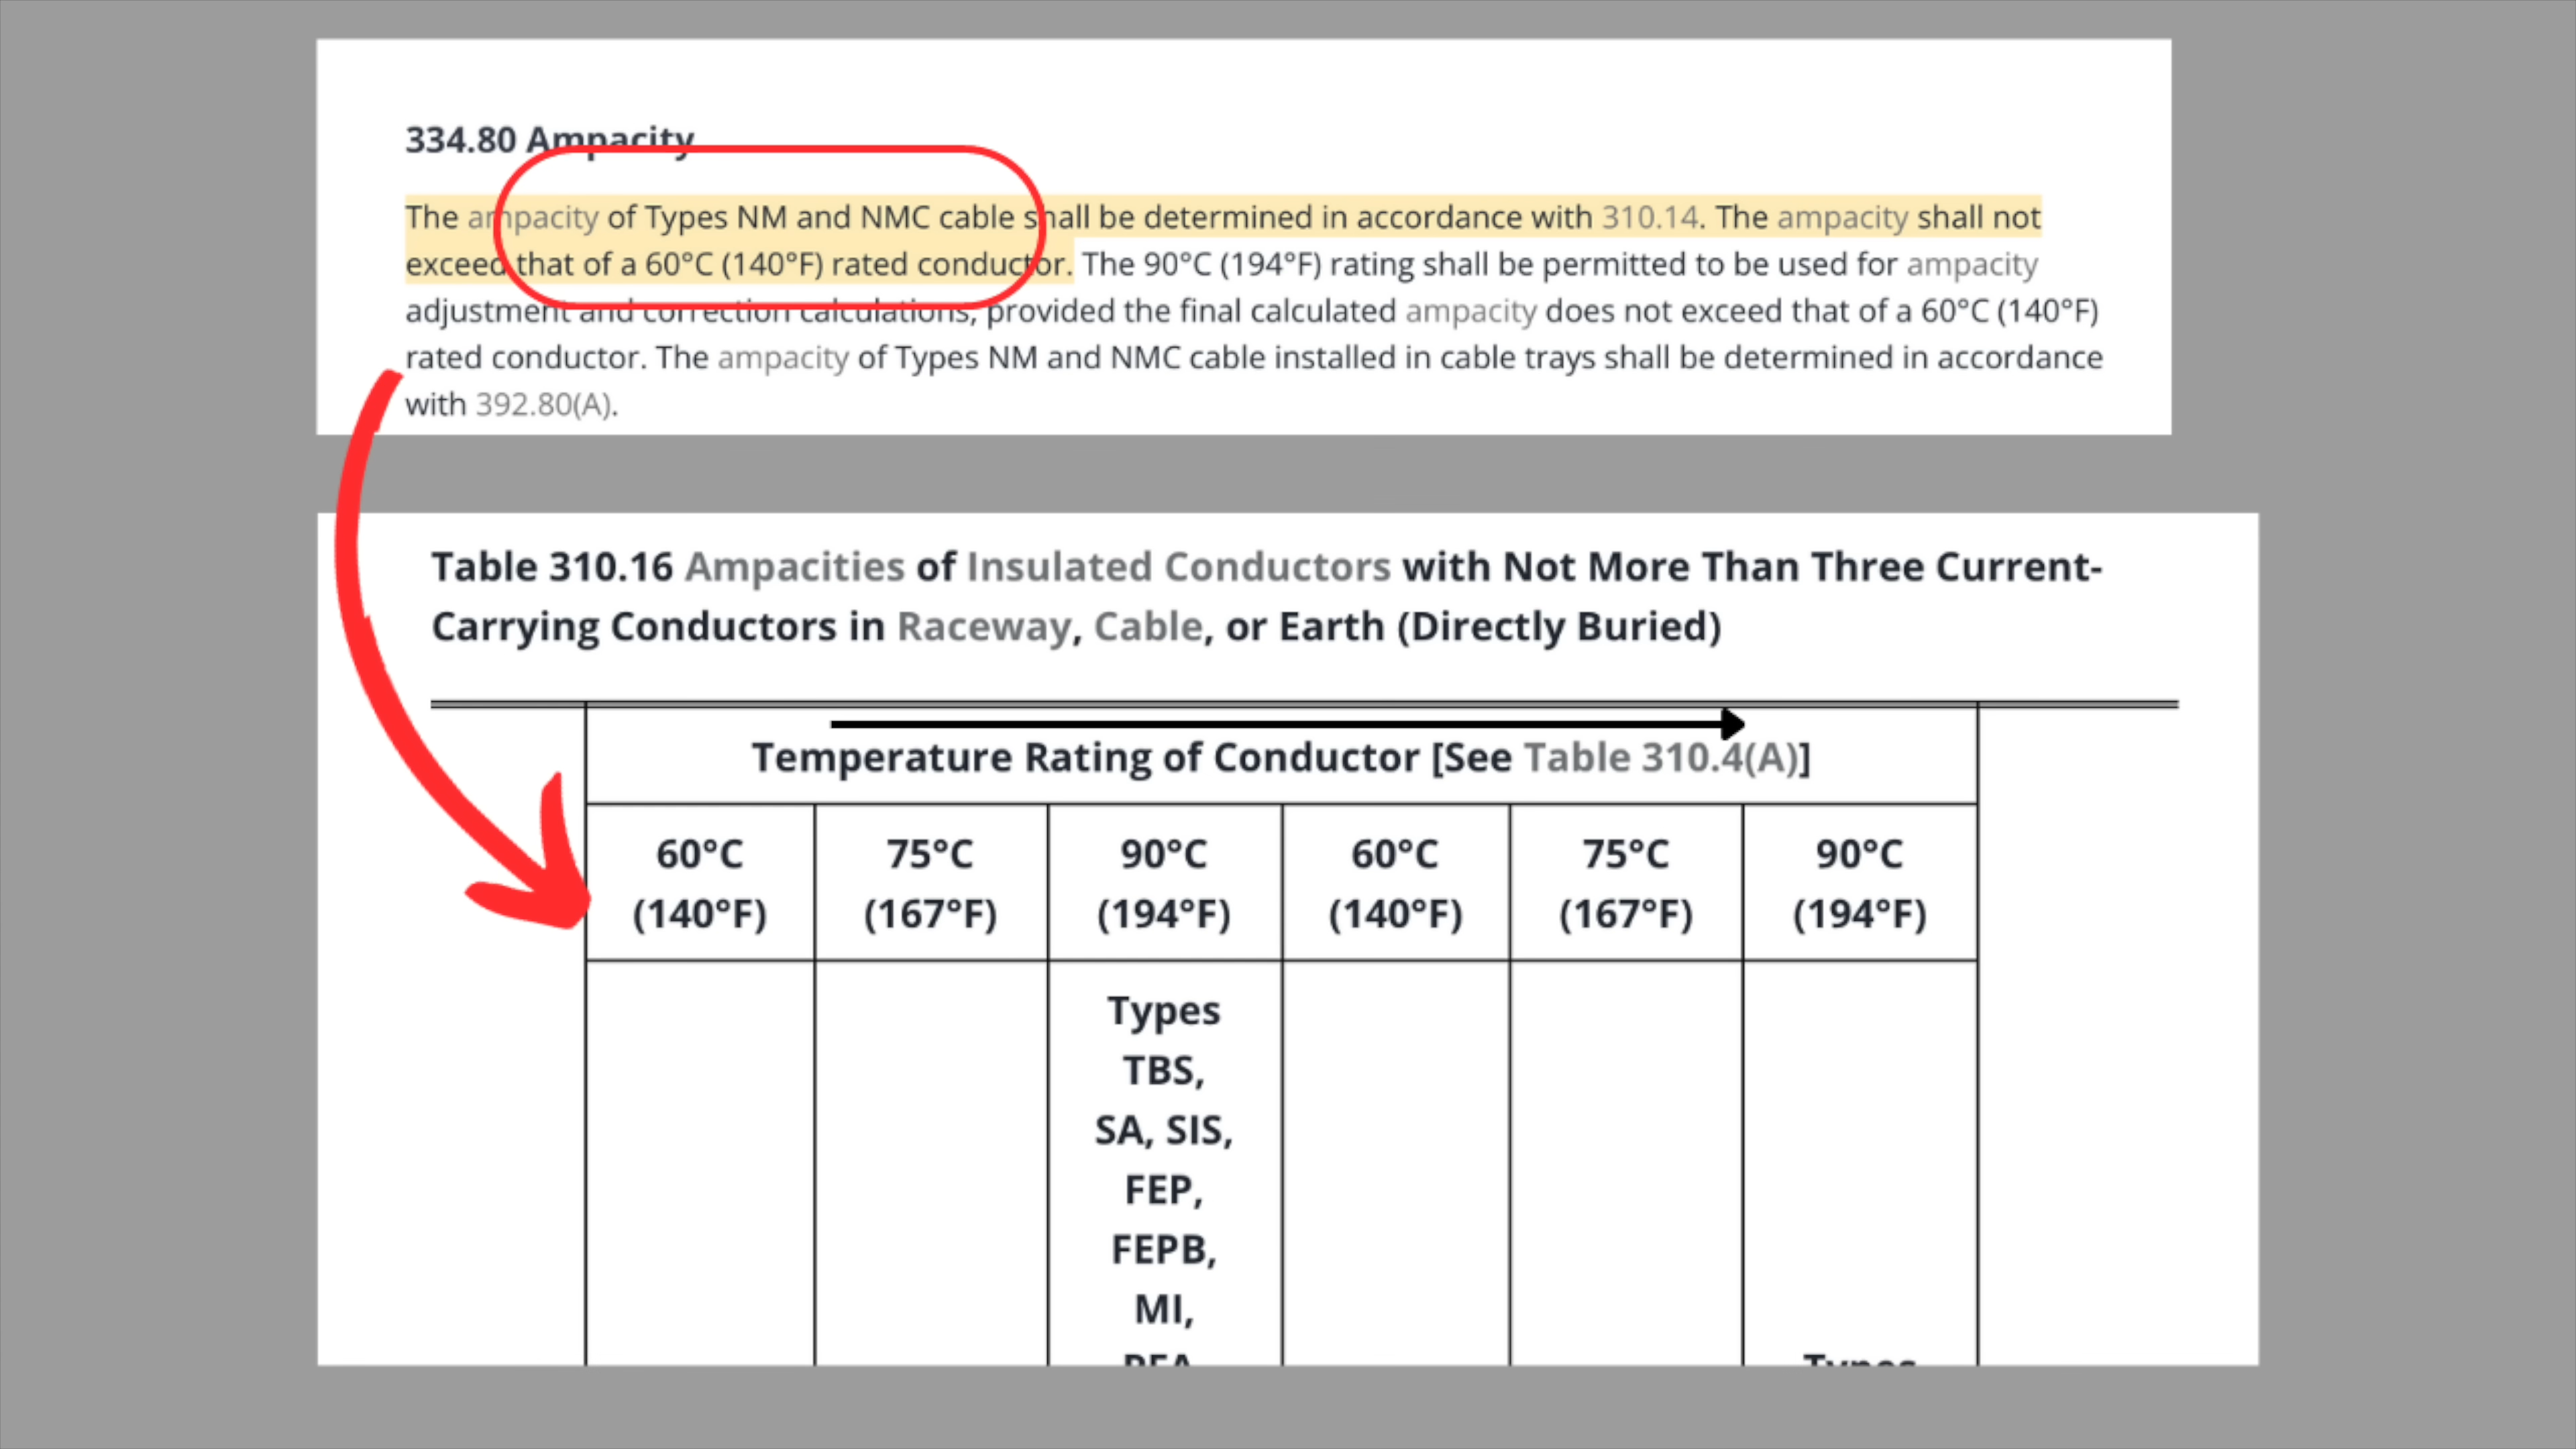 334.80 Ampacity
The ampacity of Types NM and NMC cable shall be determined in accordance with 310.14. The ampacity shall not
exceed that of a 60°C (140°F) rated conductor. The 90°C (194°F) rating shall be permitted to be used for ampacity
adjustment and correction calculations, provided the final calculated ampacity does not exceed that of a 60°C (140°F)
rated conductor. The ampacity of Types NM and NMC cable installed in cable trays shall be determined in accordance
with 392.80(A).
Table 310.16 Ampacities of Insulated Conductors with Not More Than Three Current-
Carrying Conductors in Raceway, Cable, or Earth (Directly Buried)
Temperature Rating of Conductor [See Table 310.4(A)]
60°C 75°C 90°C 60°C 75°C 90°C
(140°F) (167°F) (194°F) (140°F) (167°F) (194°F)
Types
TBS,
SA, SIS,
FEP,
FEPB,
MI,